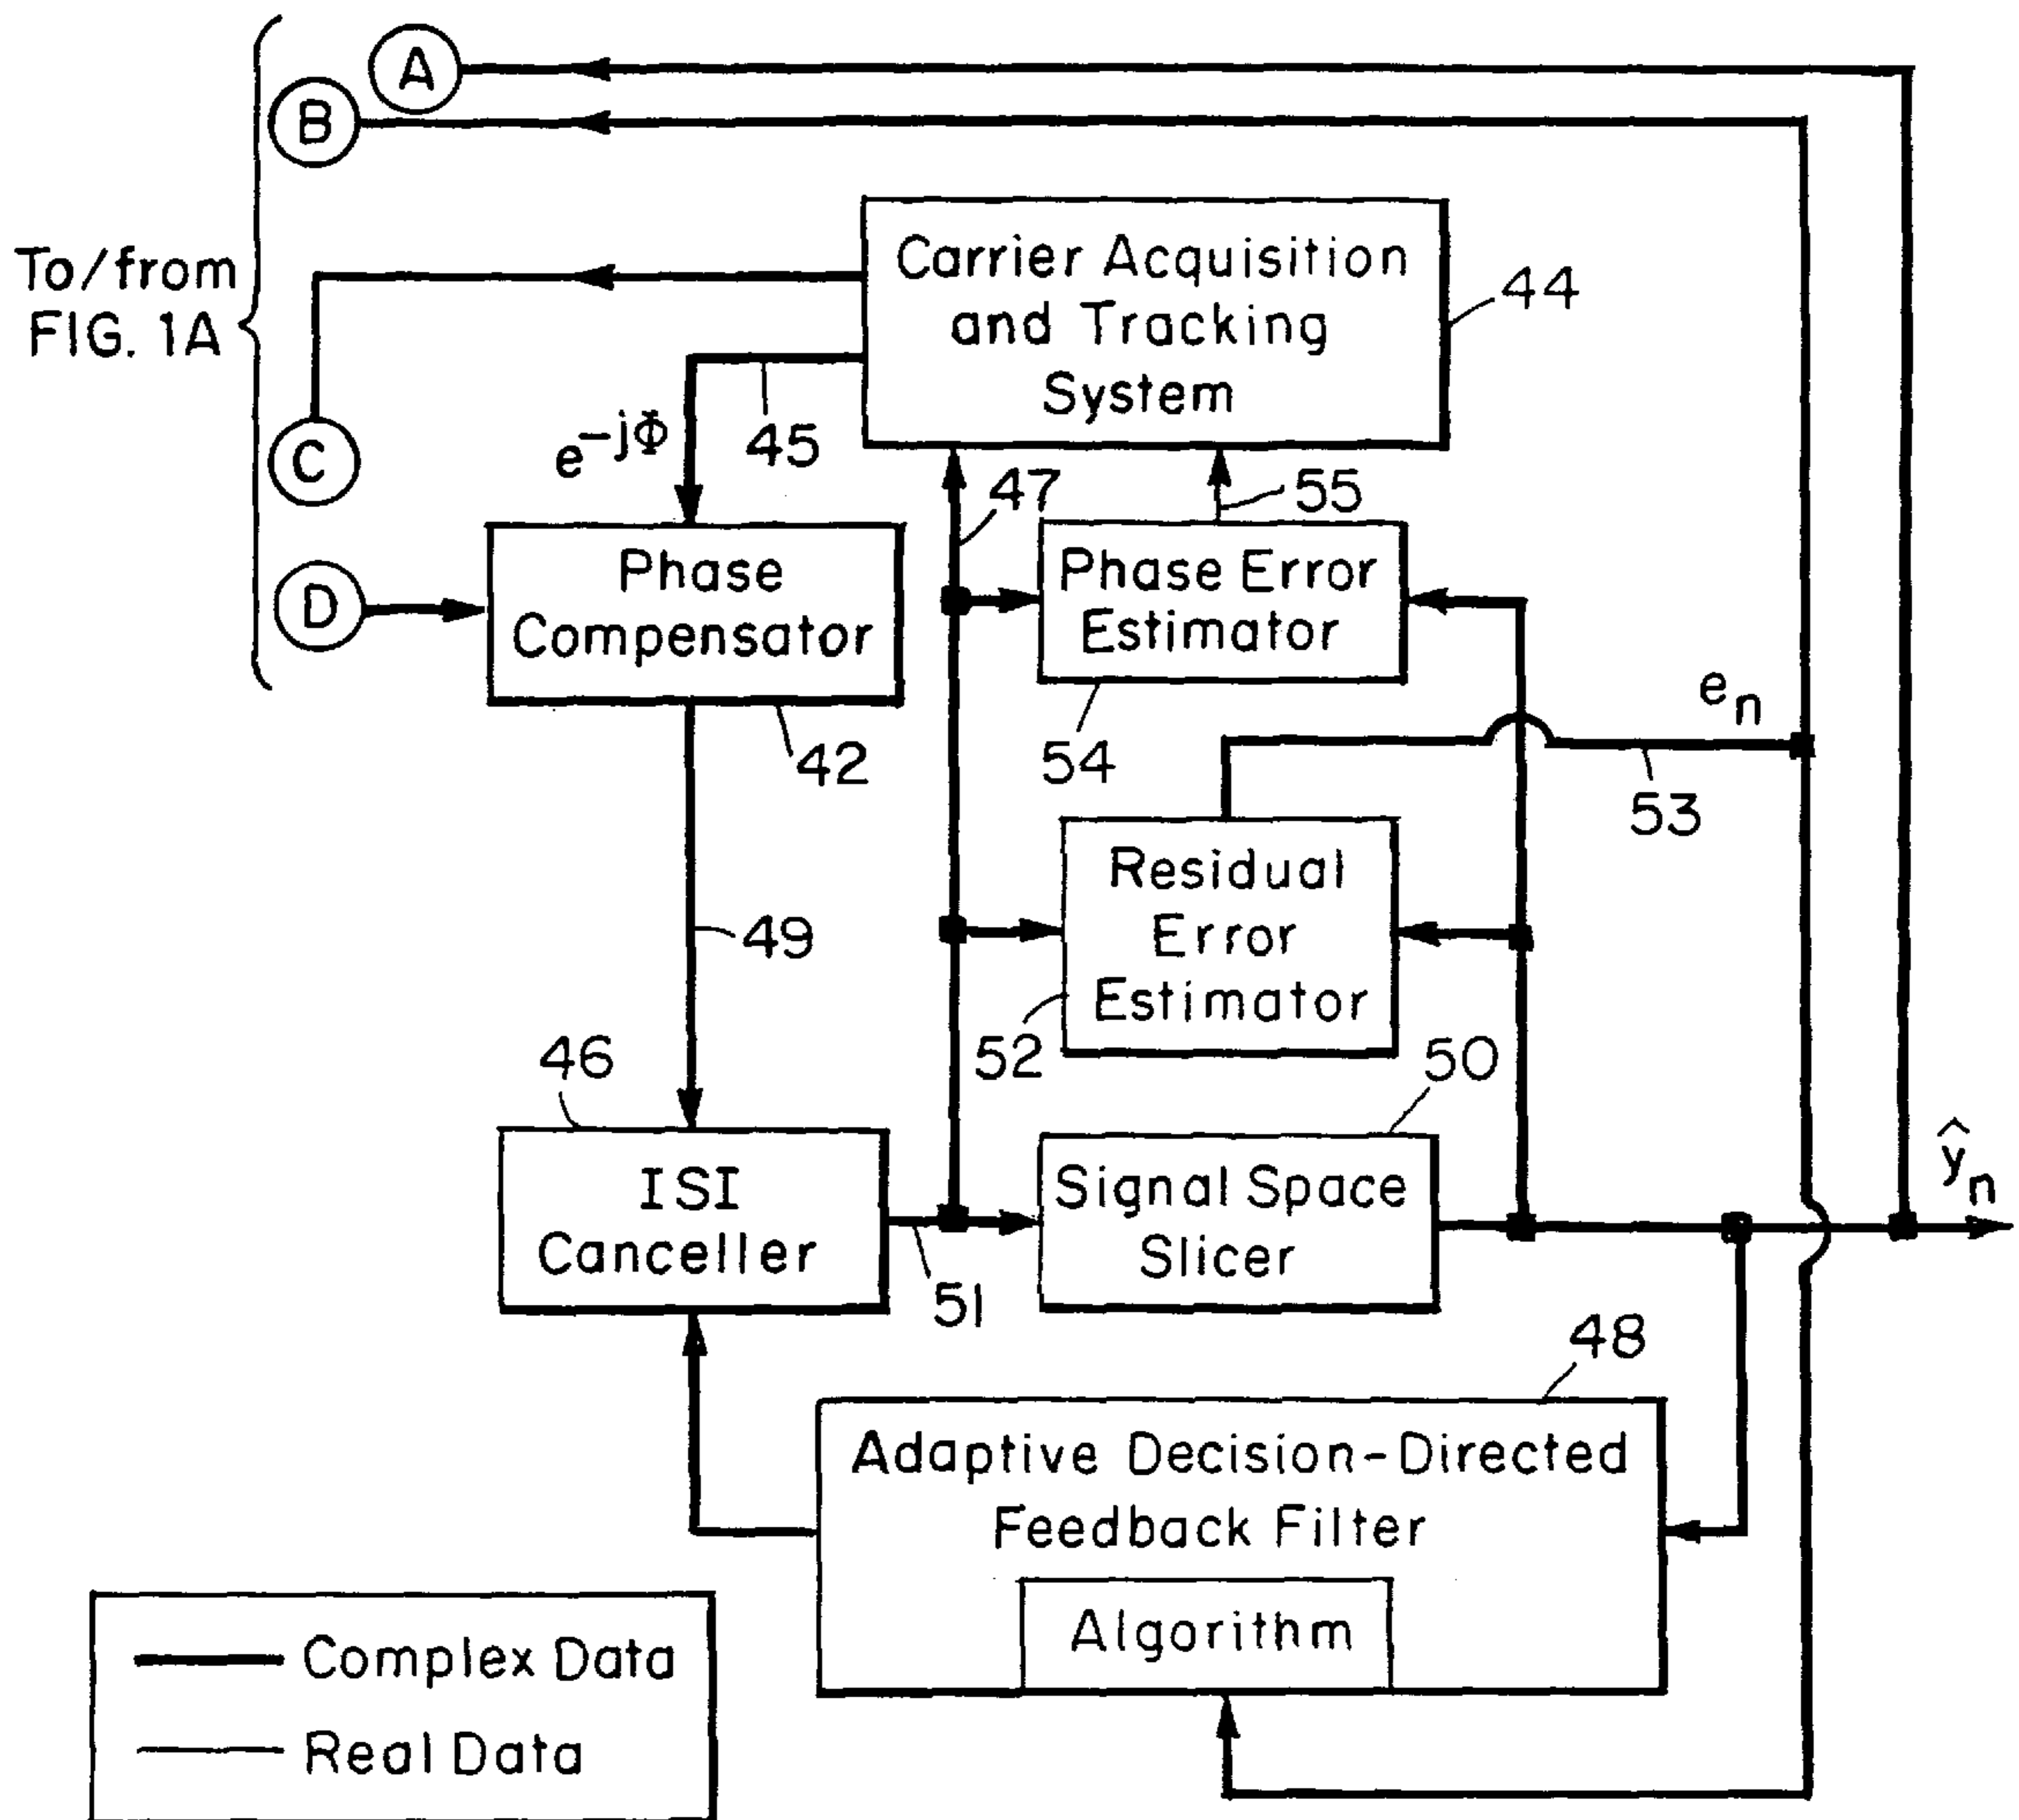 A
B
To/from
FIG. 1A
C
D
Carrier Acquisition
and Tracking
System
44
e^-jΦ
45
47
55
Phase
Compensator
42
Phase Error
Estimator
54
e_n
53
49
Residual
Error
Estimator
52
46
50
ISI
Canceller
51
Signal Space
Slicer
ŷ_n
48
Adaptive Decision-Directed
Feedback Filter
Algorithm
Complex Data
Real Data